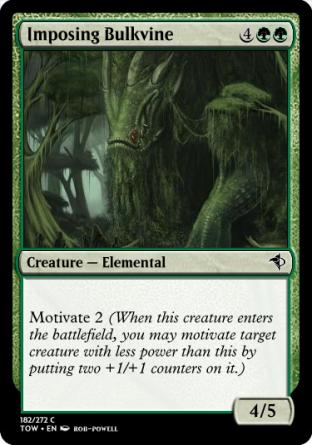 Imposing Bulkvine 4
Creature — Elemental
Motivate 2 (When this creature enters
the battlefield, you may motivate target
creature with less power than this by
putting two +1/+1 counters on it.)
4/5
182/272 C
TOW • EN ROB-POWELL